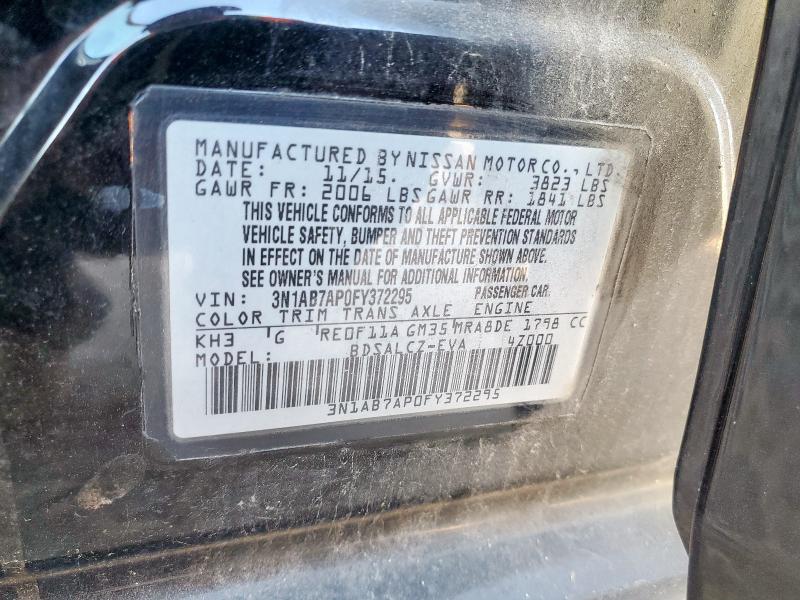 MANUFACTURED BY NISSAN MOTOR CO., LTD.
DATE: 11/15. GVWR: 3823 LBS
GAWR FR: 2006 LBS GAWR RR: 1841 LBS
THIS VEHICLE CONFORMS TO ALL APPLICABLE FEDERAL MOTOR
VEHICLE SAFETY, BUMPER AND THEFT PREVENTION STANDARDS
IN EFFECT ON THE DATE OF MANUFACTURE SHOWN ABOVE.
SEE OWNER'S MANUAL FOR ADDITIONAL INFORMATION.
VIN: 3N1AB7AP0FY372295 PASSENGER CAR
COLOR TRIM TRANS AXLE ENGINE
KH3 G RE0F11A GM35 MRA8DE 1798 CC
MODEL: BDSALCZ-EVA 4Z000
3N1AB7AP0FY372295